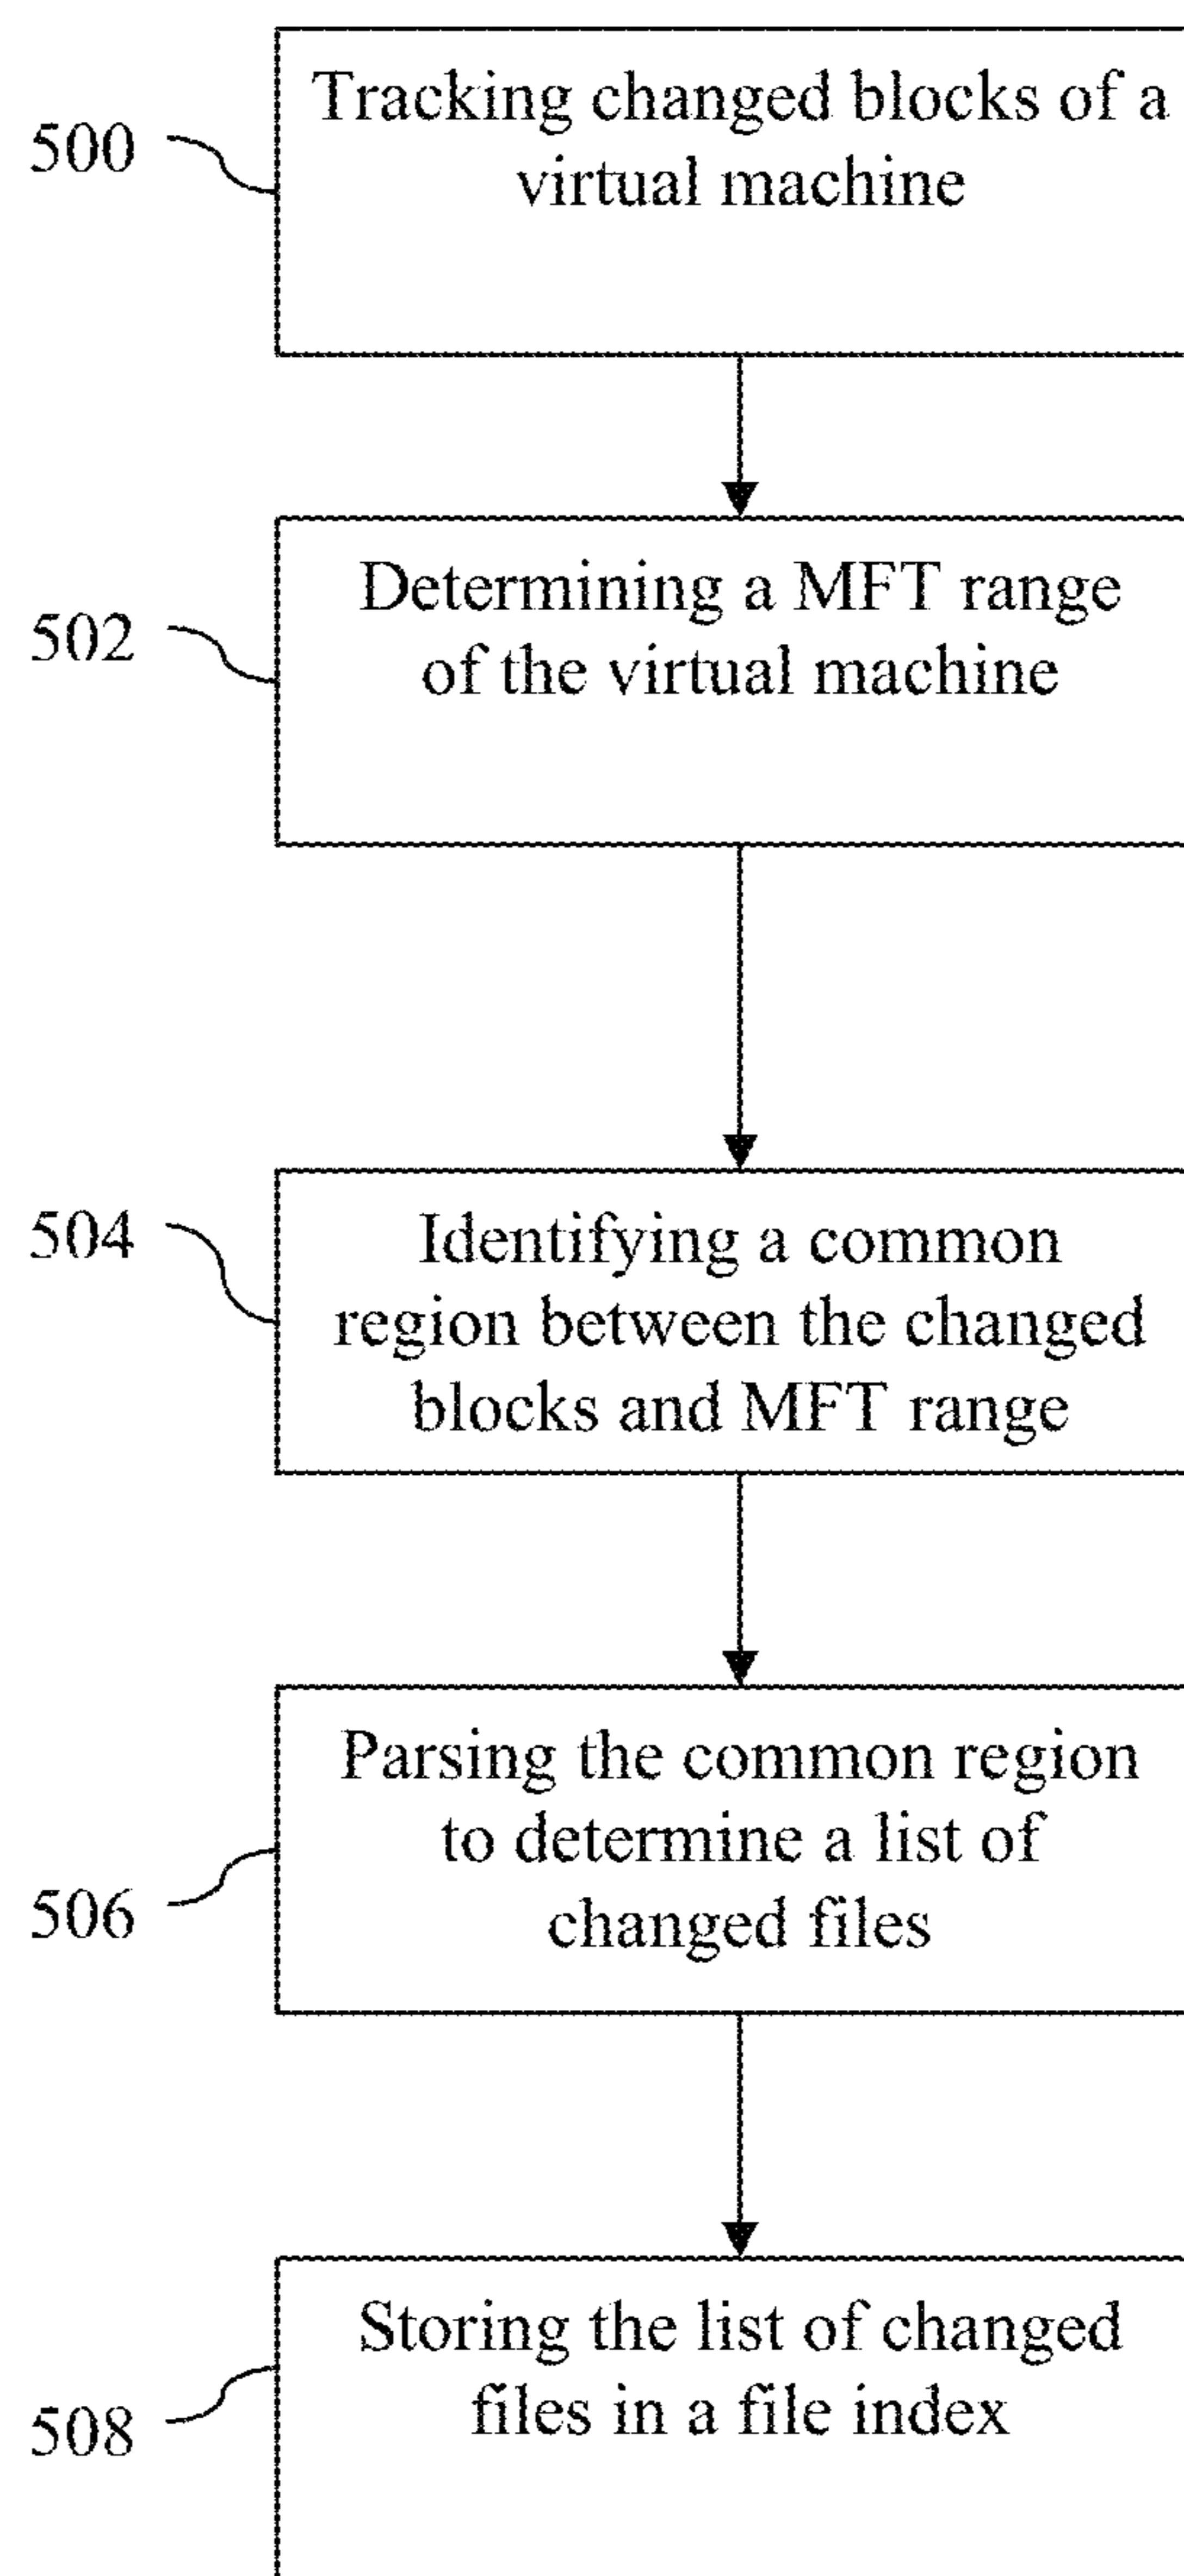 500
Tracking changed blocks of a
virtual machine
502
Determining a MFT range
of the virtual machine
504
Identifying a common
region between the changed
blocks and MFT range
506
Parsing the common region
to determine a list of
changed files
508
Storing the list of changed
files in a file index